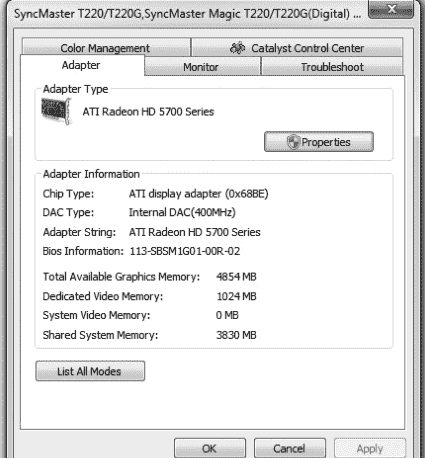 SyncMaster T220/T220G,SyncMaster Magic T220/T220G(Digital) ...
Color Management
Catalyst Control Center
Adapter
Monitor
Troubleshoot
Adapter Type
ATI Radeon HD 5700 Series
Properties
Adapter Information
Chip Type: ATI display adapter (0x68BE)
DAC Type: Internal DAC(400MHz)
Adapter String: ATI Radeon HD 5700 Series
Bios Information: 113-SBSM1G01-00R-02
Total Available Graphics Memory: 4854 MB
Dedicated Video Memory: 1024 MB
System Video Memory: 0 MB
Shared System Memory: 3830 MB
List All Modes
OK
Cancel
Apply